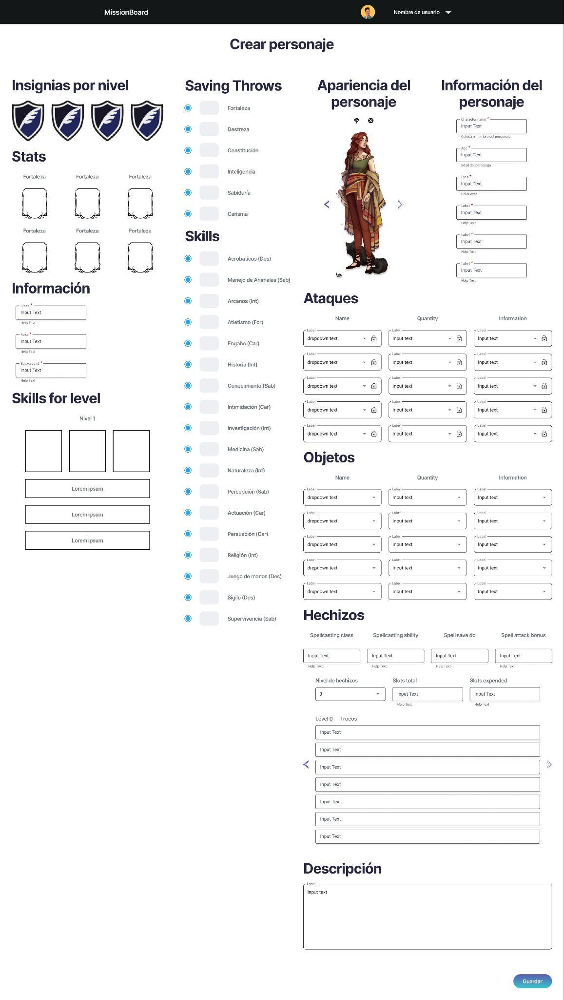 MissionBoard
Nombre de usuario
Crear personaje
Insignias por nivel
Stats
Fortaleza
Fortaleza
Fortaleza
Fortaleza
Fortaleza
Fortaleza
Información
Clase *
Input Text
Help Text
Raza *
Input Text
Help Text
Background *
Input Text
Help Text
Skills for level
Nivel 1
Lorem ipsum
Lorem ipsum
Lorem ipsum
Saving Throws
Fortaleza
Destreza
Constitución
Inteligencia
Sabiduría
Carisma
Skills
Acrobaticos (Des)
Manejo de Animales (Sab)
Arcanos (Int)
Atletismo (For)
Engaño (Car)
Historia (Int)
Conocimiento (Sab)
Intimidación (Car)
Investigación (Int)
Medicina (Sab)
Naturaleza (Int)
Percepción (Sab)
Actuación (Car)
Persuación (Car)
Religión (Int)
Juego de manos (Des)
Sigilo (Des)
Supervivencia (Sab)
Apariencia del
personaje
Información del
personaje
Character name *
Input Text
Coloca el nombre del personaje
Age *
Input Text
Edad del personaje
Eyes *
Input Text
Color eyes
Label *
Input Text
Help Text
Label *
Input Text
Help Text
Label *
Input Text
Help Text
Ataques
Name Quantity Information
Label Label Label
dropdown text Input text Input text
Label Label Label
dropdown text Input text Input text
Label Label Label
dropdown text Input text Input text
Label Label Label
dropdown text Input text Input text
Label Label Label
dropdown text Input text Input text
Objetos
Name Quantity Information
Label Label Label
dropdown text Input text Input text
Label Label Label
dropdown text Input text Input text
Label Label Label
dropdown text Input text Input text
Label Label Label
dropdown text Input text Input text
Label Label Label
dropdown text Input text Input text
Hechizos
Spellcasting class Spellcasting ability Spell save dc Spell attack bonus
Input Text Input Text Input Text Input Text
Help Text Help Text Help Text Help Text
Nivel de hechizos Slots total Slots expended
0 Input Text Input Text
Help Text Help Text
Level 0 Trucos
Input Text
Input Text
Input Text
Input Text
Input Text
Input Text
Input Text
Descripción
Label
Input text
Guardar